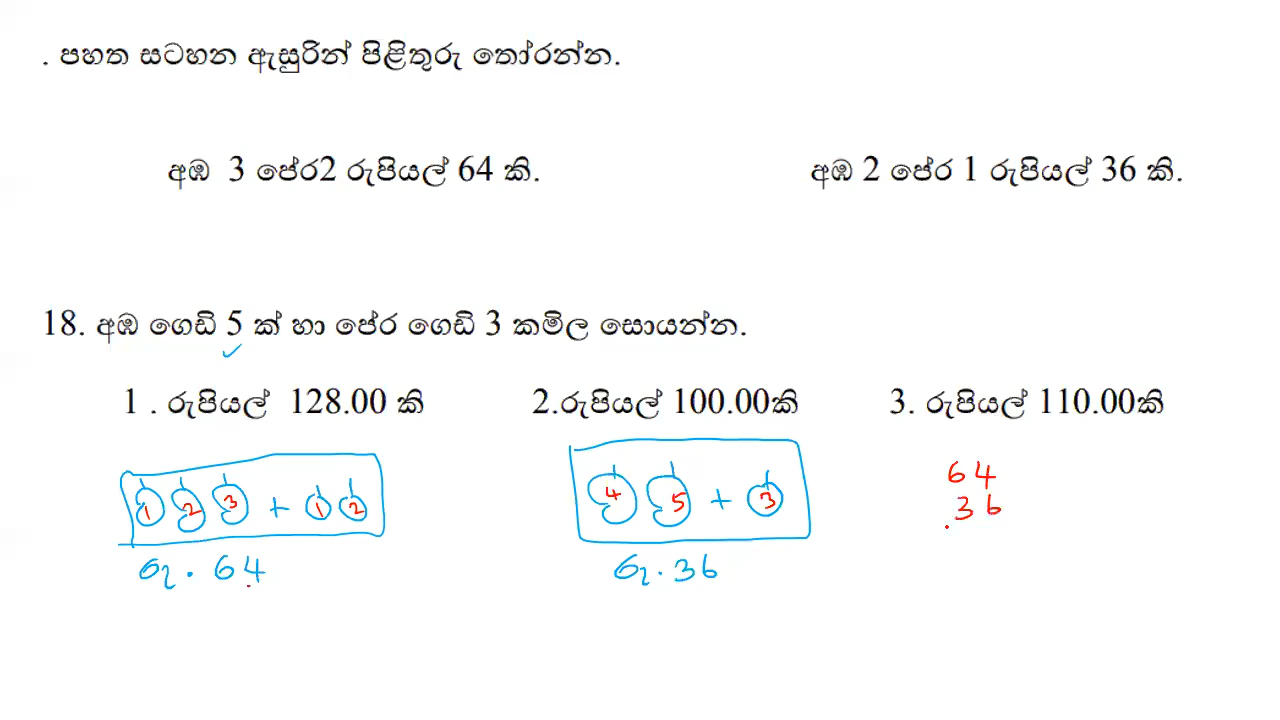 . පහත සටහන ඇසුරින් පිළිතුරු තෝරන්න.
අඹ 3 පේර2 රුපියල් 64 කි. අඹ 2 පේර 1 රුපියල් 36 කි.
18. අඹ ගෙඩි 5 ක් හා පේර ගෙඩි 3 කමිල සොයන්න.
1 . රුපියල් 128.00 කි 2.රුපියල් 100.00කි 3. රුපියල් 110.00කි
1 2 3 + 1 2 4 5 + 3 64
36
රු. 64 රු. 36